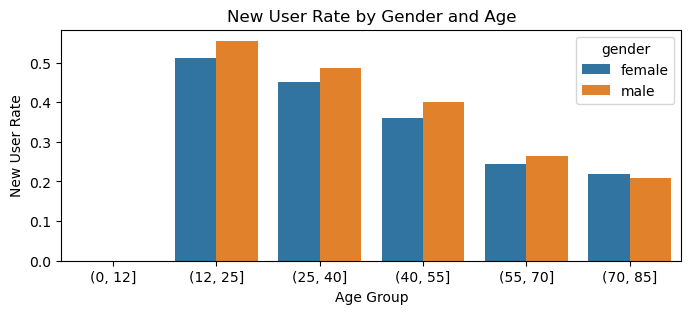 New User Rate by Gender and Age
New User Rate
0.5
0.4
0.3
0.2
0.1
0.0
gender
female
male
(0, 12] (12, 25] (25, 40] (40, 55] (55, 70] (70, 85]
Age Group